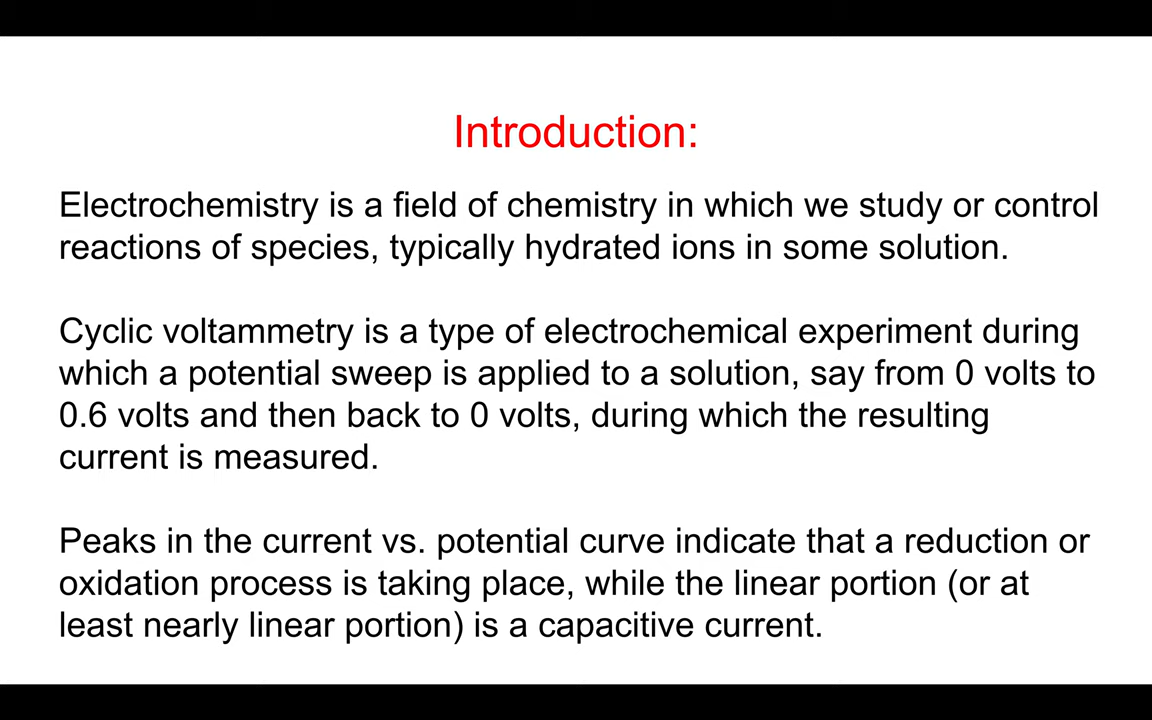 Introduction:
Electrochemistry is a field of chemistry in which we study or control
reactions of species, typically hydrated ions in some solution.
Cyclic voltammetry is a type of electrochemical experiment during
which a potential sweep is applied to a solution, say from 0 volts to
0.6 volts and then back to 0 volts, during which the resulting
current is measured.
Peaks in the current vs. potential curve indicate that a reduction or
oxidation process is taking place, while the linear portion (or at
least nearly linear portion) is a capacitive current.